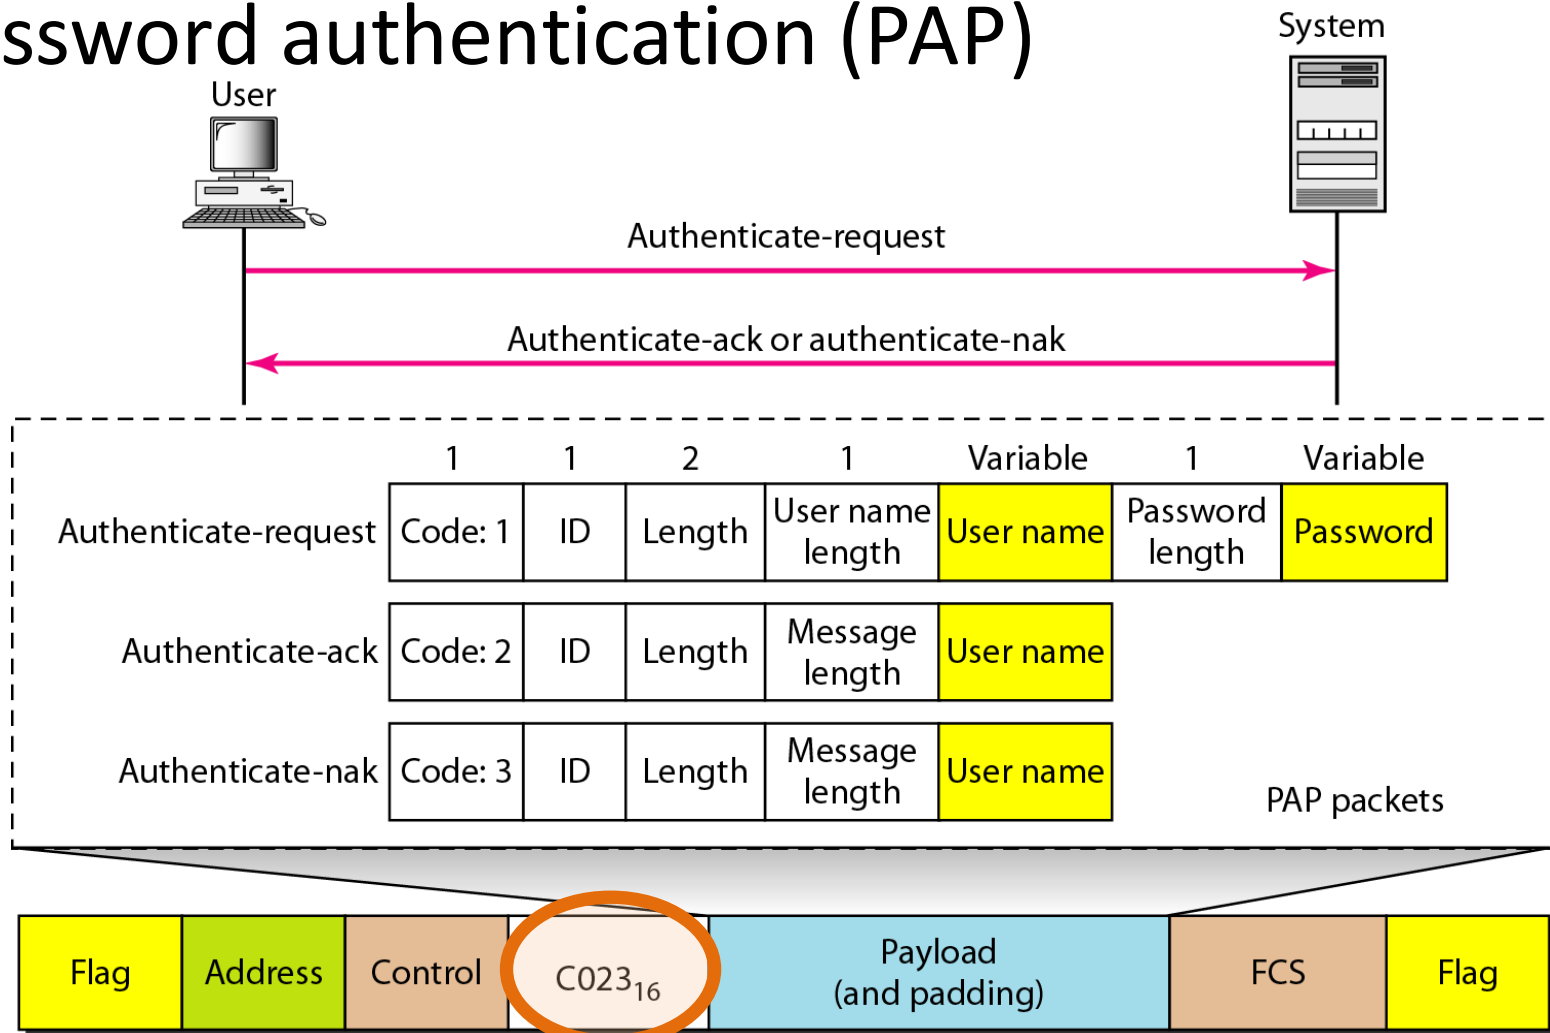 ssword authentication (PAP)
System
User
Authenticate-request
Authenticate-ack or authenticate-nak
1 1 2 1 Variable 1 Variable
Authenticate-request Code: 1 ID Length User name length User name Password length Password
Authenticate-ack Code: 2 ID Length Message length User name
Authenticate-nak Code: 3 ID Length Message length User name
PAP packets
Flag Address Control C023₁₆ Payload (and padding) FCS Flag